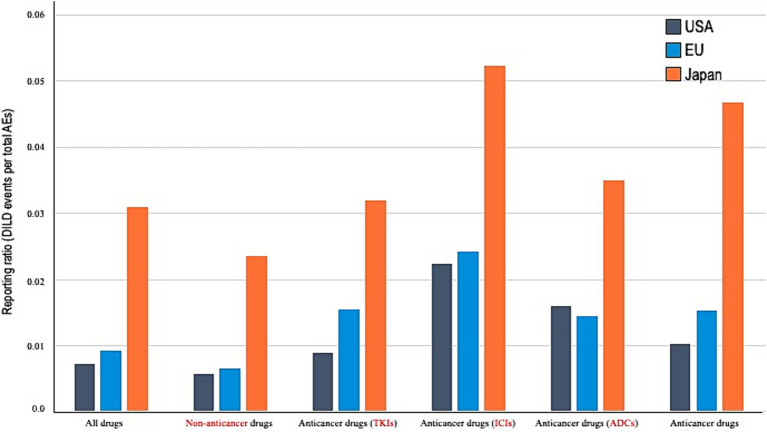 0.06
0.05
0.04
0.03
0.02
0.01
0.0
Reporting ratio (DILD events per total AEs)
USA
EU
Japan
All drugs
Non-anticancer drugs
Anticancer drugs (TKIs)
Anticancer drugs (ICIs)
Anticancer drugs (ADCs)
Anticancer drugs